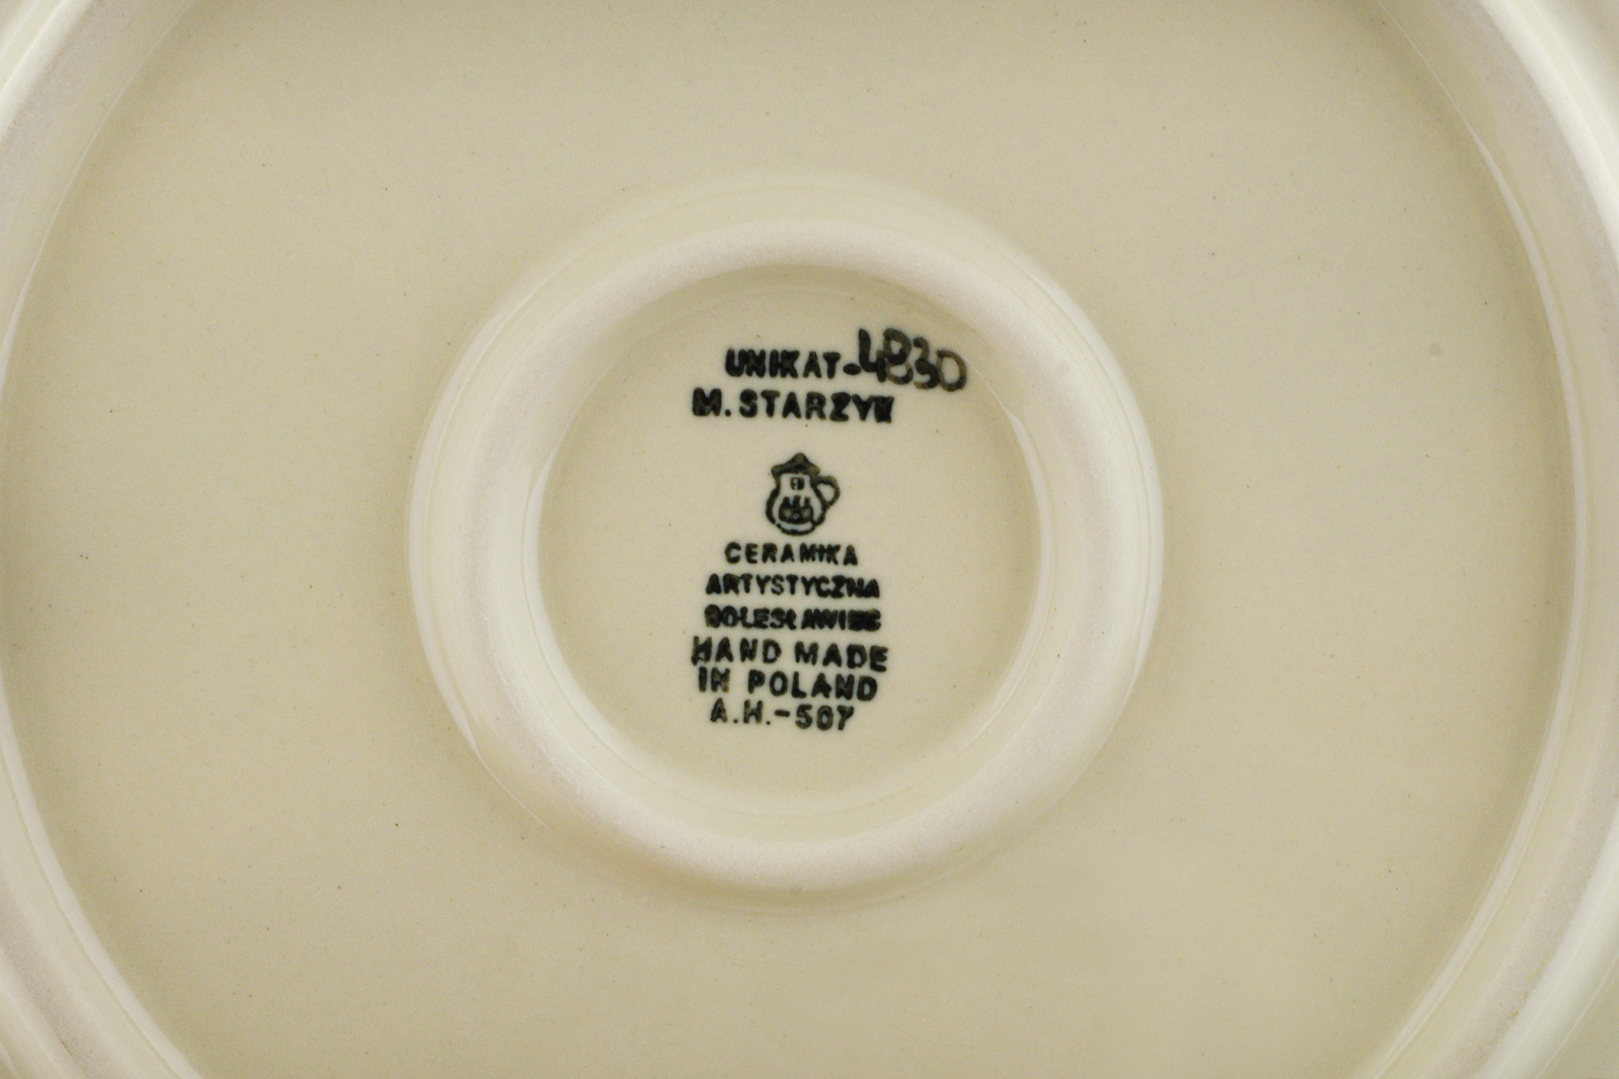 UNIKAT-4830
M. STARZYK
CERAMIKA
ARTYSTYCZNA
BOLESŁAWIEC
HAND MADE
IN POLAND
A.H.-507